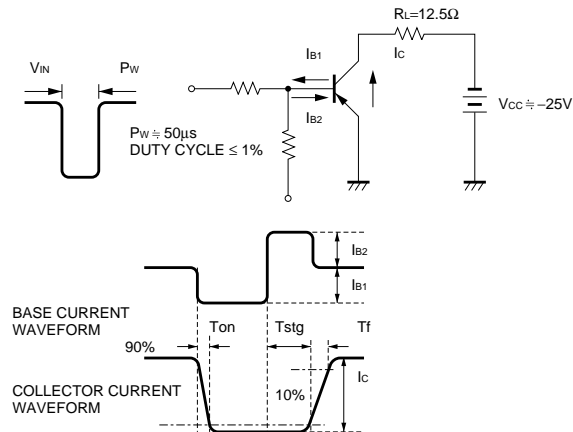 RL=12.5Ω
IB1
IC
VIN
PW
IB2
VCC ≒ −25V
PW ≒ 50µs
DUTY CYCLE ≤ 1%
IB2
IB1
BASE CURRENT
WAVEFORM
Ton
Tstg
Tf
90%
10%
IC
COLLECTOR CURRENT
WAVEFORM